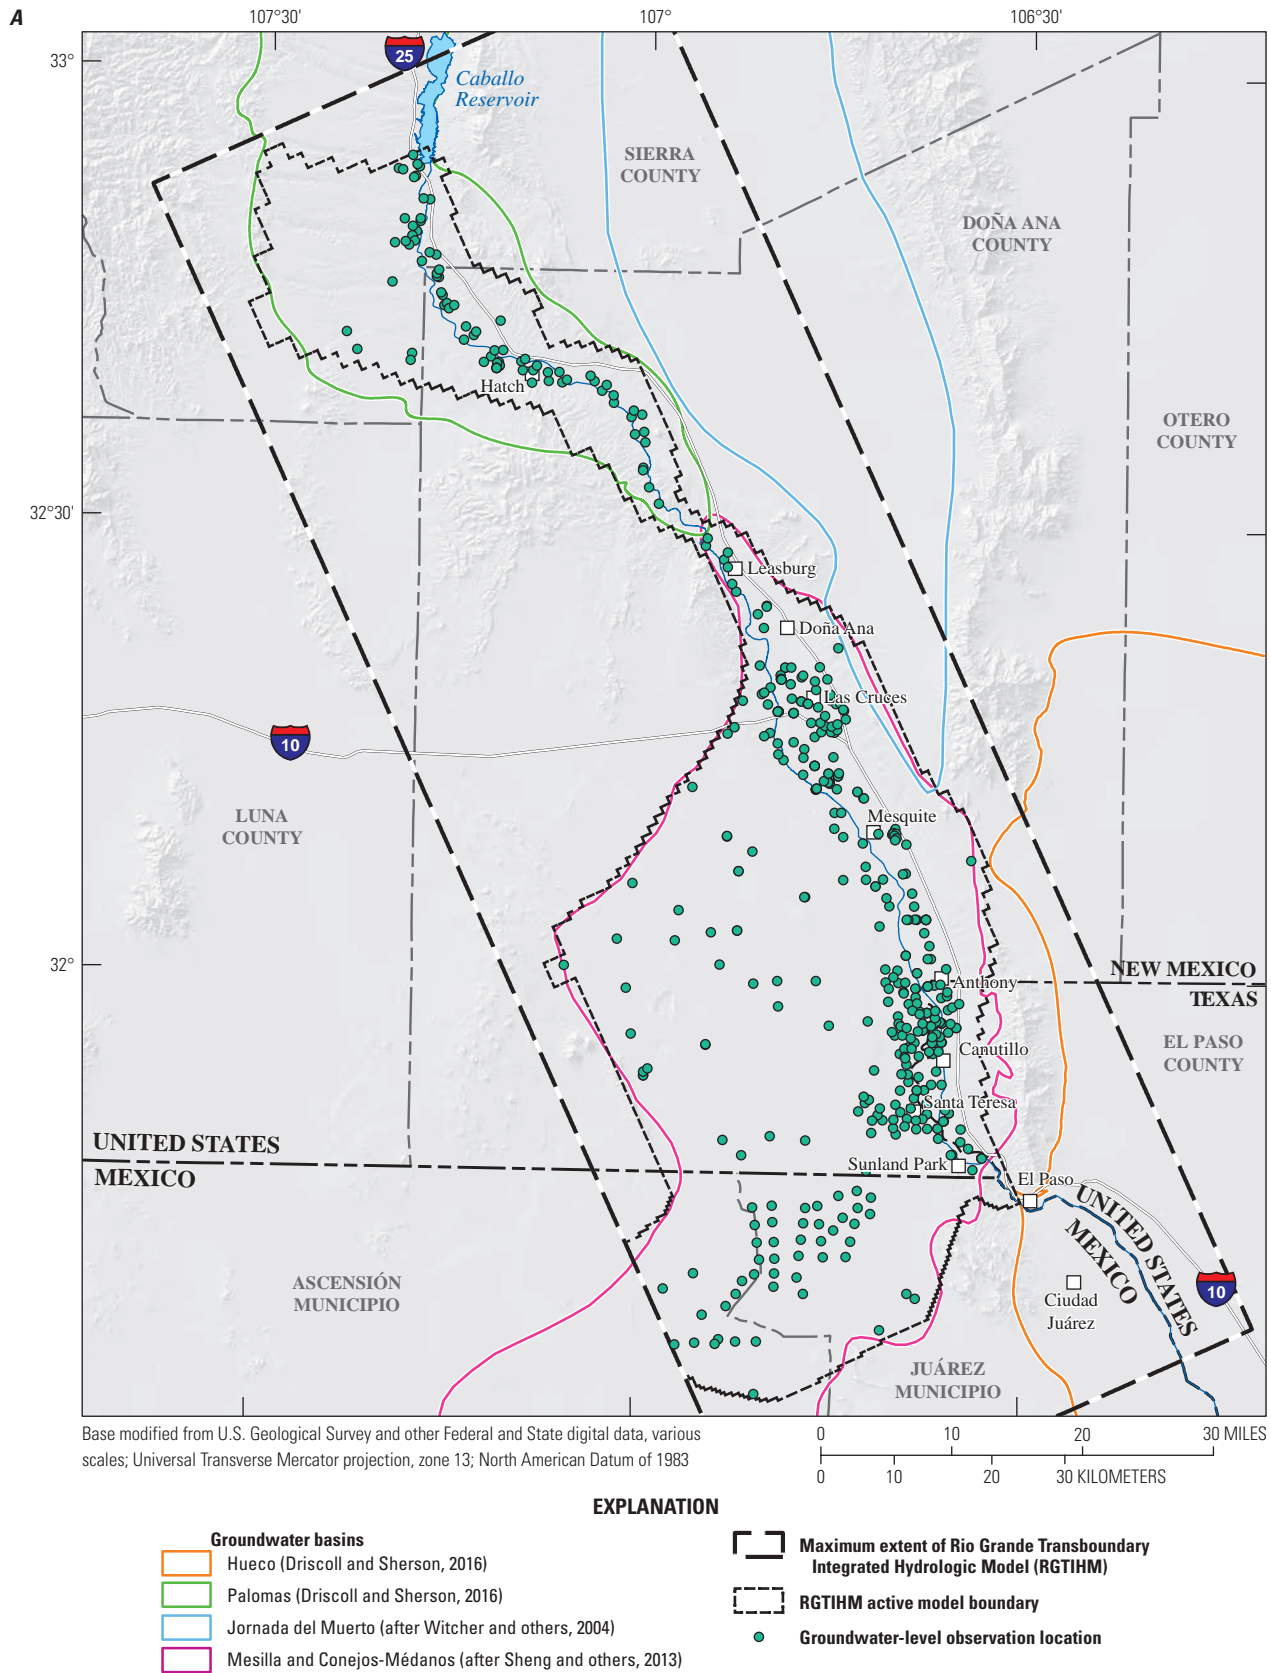 A
107°30'
107°
106°30'
33°
25
Caballo
Reservoir
SIERRA
COUNTY
DOÑA ANA
COUNTY
Hatch
OTERO
COUNTY
32°30'
Leasburg
Doña Ana
Las Cruces
10
LUNA
COUNTY
Mesquite
32°
NEW MEXICO
TEXAS
Anthony
EL PASO
COUNTY
Canutillo
Santa Teresa
UNITED STATES
MEXICO
Sunland Park
El Paso
UNITED STATES
MEXICO
ASCENSIÓN
MUNICIPIO
Ciudad
Juárez
10
JUÁREZ
MUNICIPIO
Base modified from U.S. Geological Survey and other Federal and State digital data, various
scales; Universal Transverse Mercator projection, zone 13; North American Datum of 1983
0 10 20 30 MILES
0 10 20 30 KILOMETERS
EXPLANATION
Groundwater basins
Hueco (Driscoll and Sherson, 2016)
Palomas (Driscoll and Sherson, 2016)
Jornada del Muerto (after Witcher and others, 2004)
Mesilla and Conejos-Médanos (after Sheng and others, 2013)
Maximum extent of Rio Grande Transboundary
Integrated Hydrologic Model (RGTIHM)
RGTIHM active model boundary
Groundwater-level observation location